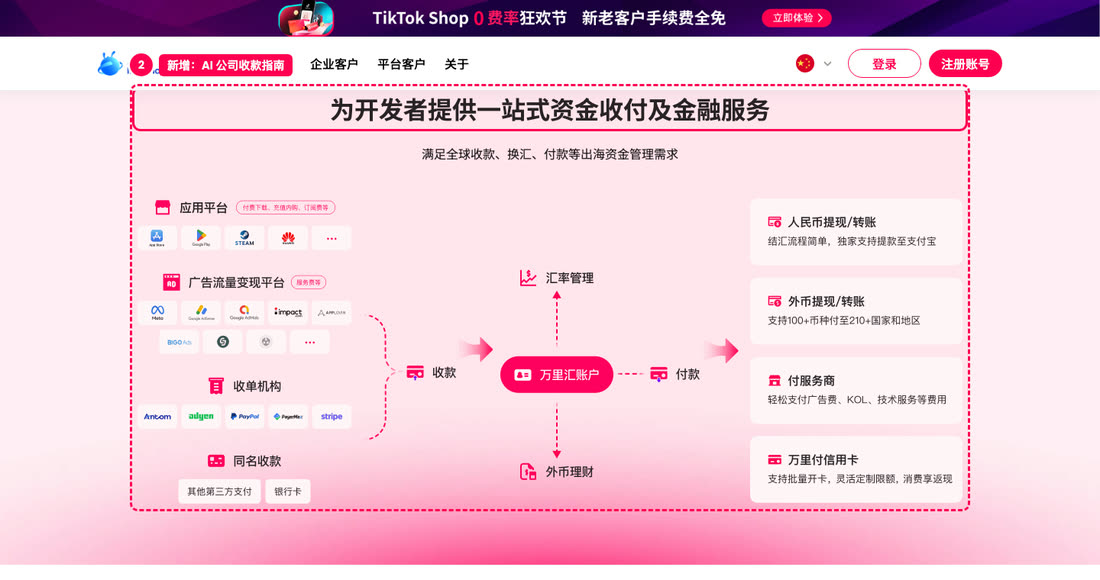 TikTok Shop 0 费率狂欢节 新老客户手续费全免 立即体验 >
2 新增：AI 公司收款指南 企业客户 平台客户 关于 登录 注册账号
为开发者提供一站式资金收付及金融服务
满足全球收款、换汇、付款等出海资金管理需求
应用平台 付费下载、充值内购、订阅费等
App Store Google Play STEAM HUAWEI ...
广告流量变现平台 服务费等
Meta Google AdSense Google AdMob impact APPLOVIN
BIGO Ads ...
收单机构
Antom adyen PayPal PayerMax stripe
同名收款
其他第三方支付 银行卡
收款
汇率管理
万里汇账户
外币理财
付款
人民币提现/转账
结汇流程简单，独家支持提款至支付宝
外币提现/转账
支持100+币种付至210+国家和地区
付服务商
轻松支付广告费、KOL、技术服务等费用
万里付信用卡
支持批量开卡，灵活定制限额，消费享返现